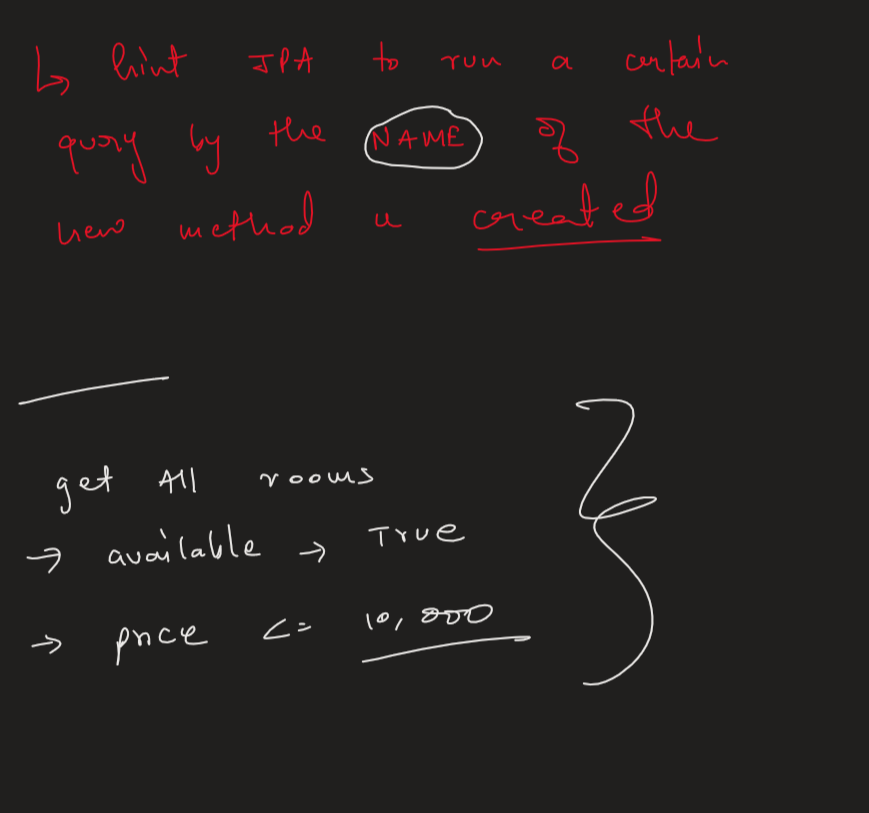 ↳ hint JPA to run a certain
query by the NAME of the
new method u created
get All rooms
→ available → True
→ price <= 10,000